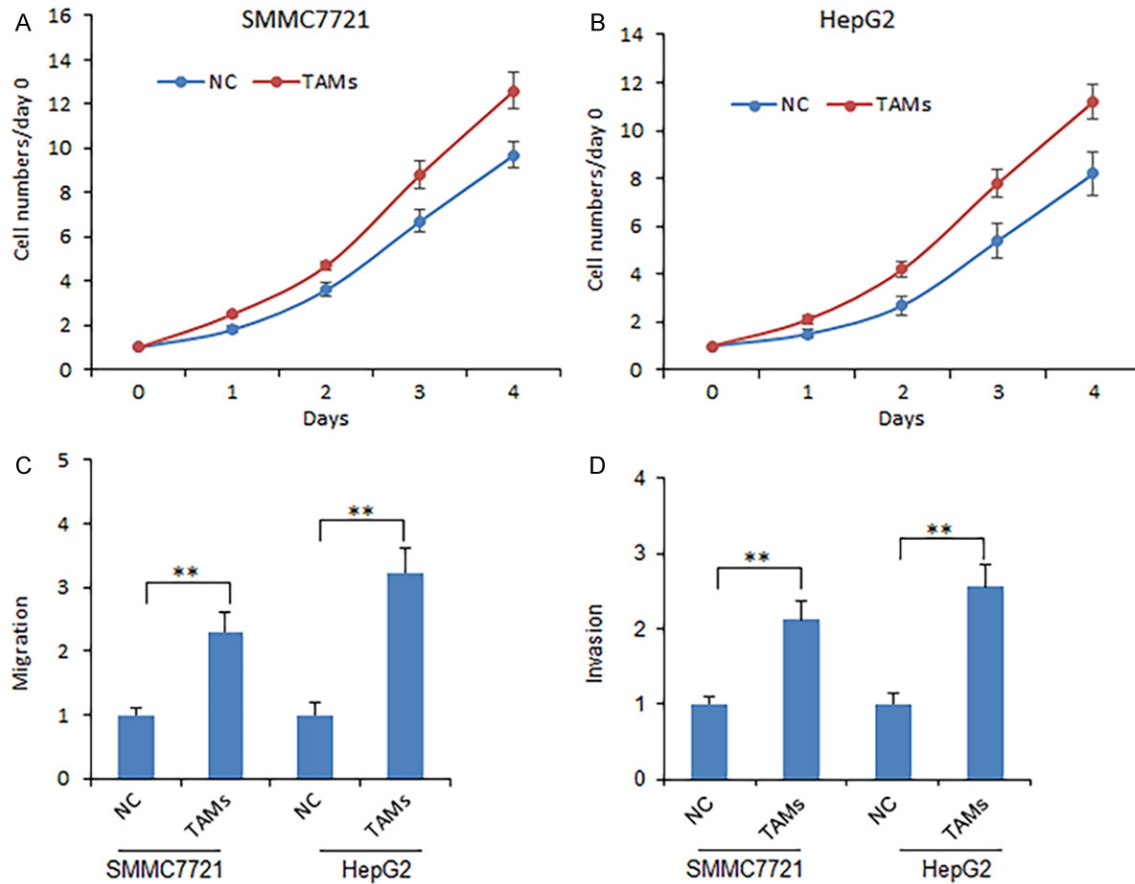 A
SMMC7721
Cell numbers/day 0
16
14
12
10
8
6
4
2
0
NC TAMs
0 1 2 3 4
Days
B
HepG2
Cell numbers/day 0
14
12
10
8
6
4
2
0
NC TAMs
0 1 2 3 4
Days
C
Migration
5
4
3
2
1
0
**
**
NC TAMs NC TAMs
SMMC7721 HepG2
D
Invasion
4
3
2
1
0
**
**
NC TAMs NC TAMs
SMMC7721 HepG2